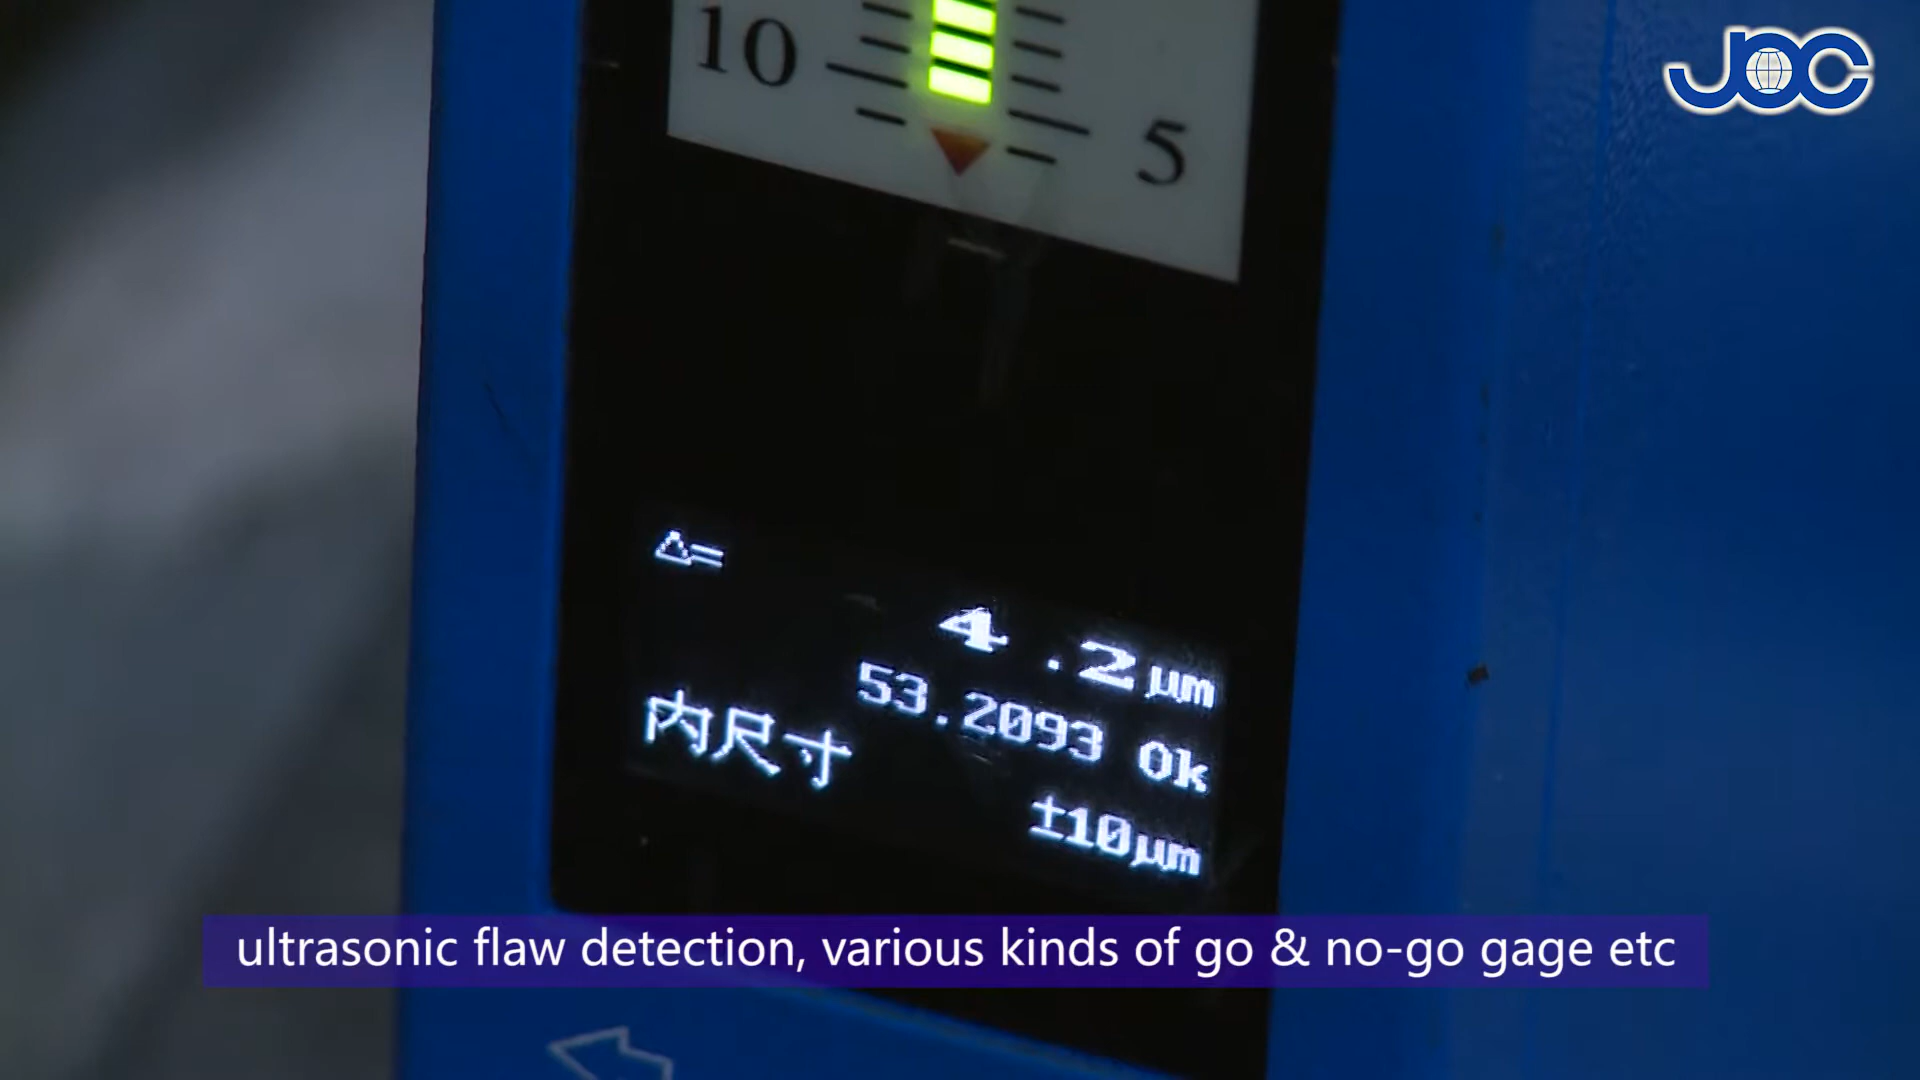 JOC
10
5
Δ=
4.2μm
53.2093 Ok
内尺寸
±10μm
ultrasonic flaw detection, various kinds of go & no-go gage etc